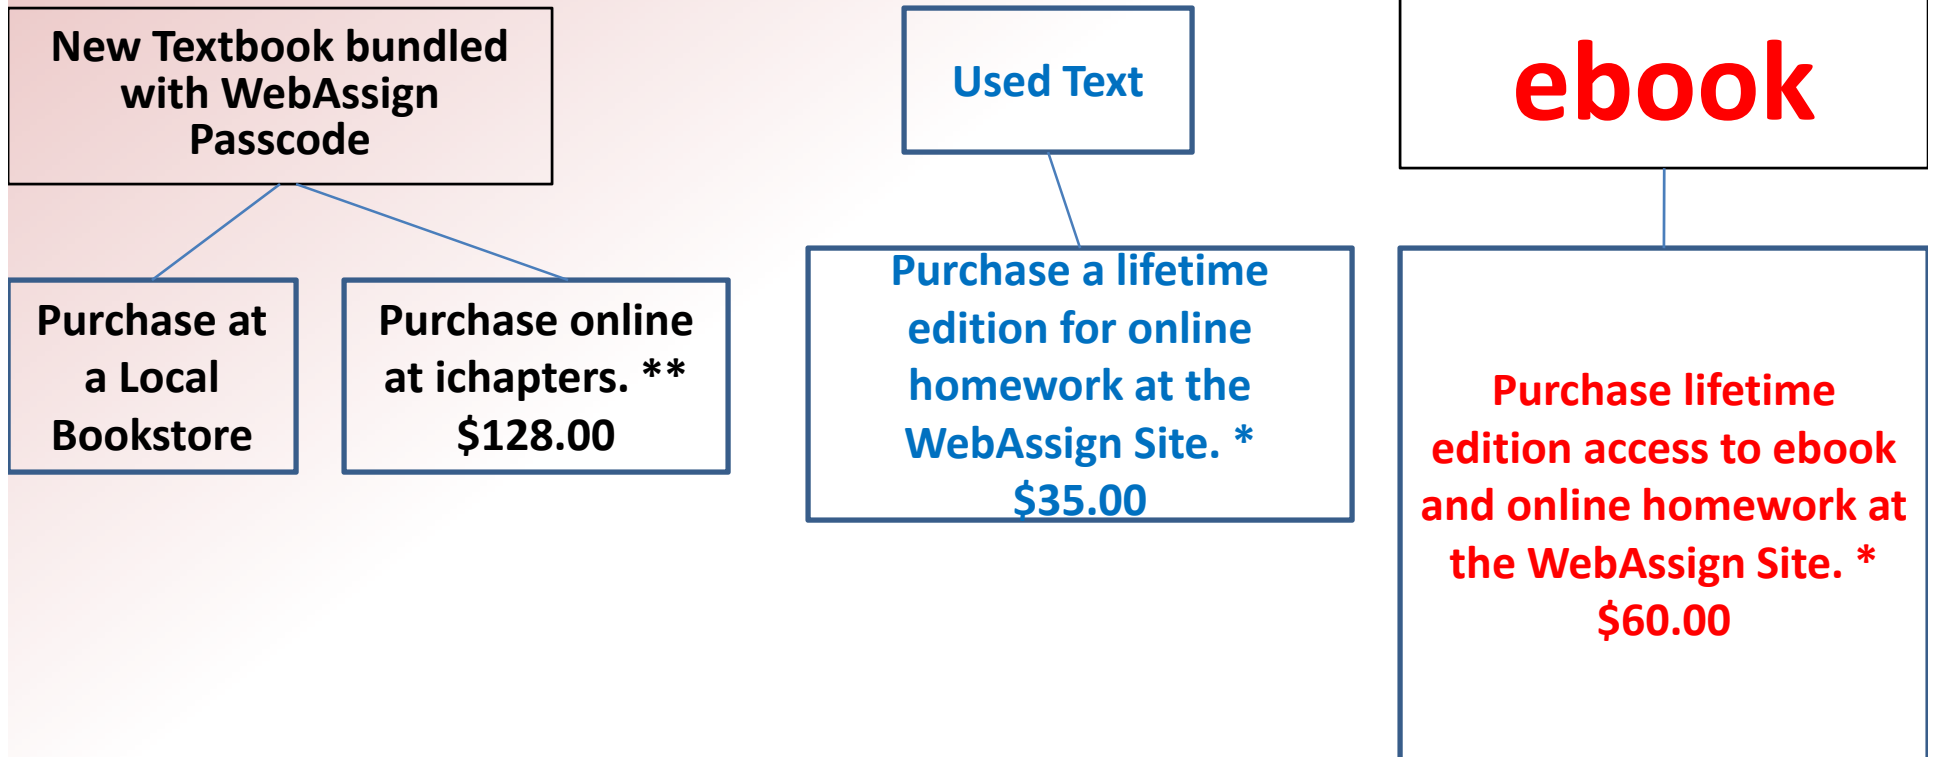 New Textbook bundled
with WebAssign
Passcode
Purchase at
a Local
Bookstore
Purchase online
at ichapters. **
$128.00
Used Text
Purchase a lifetime
edition for online
homework at the
WebAssign Site. *
$35.00
ebook
Purchase lifetime
edition access to ebook
and online homework at
the WebAssign Site. *
$60.00